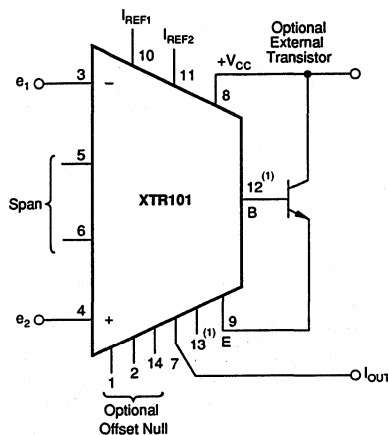 I_REF1
I_REF2
Optional
External
Transistor
10
11
+V_CC
8
e₁
3
–
5
Span
6
XTR101
12⁽¹⁾
B
e₂
4
+
9
E
13⁽¹⁾
1
2
14
7
I_OUT
Optional
Offset Null